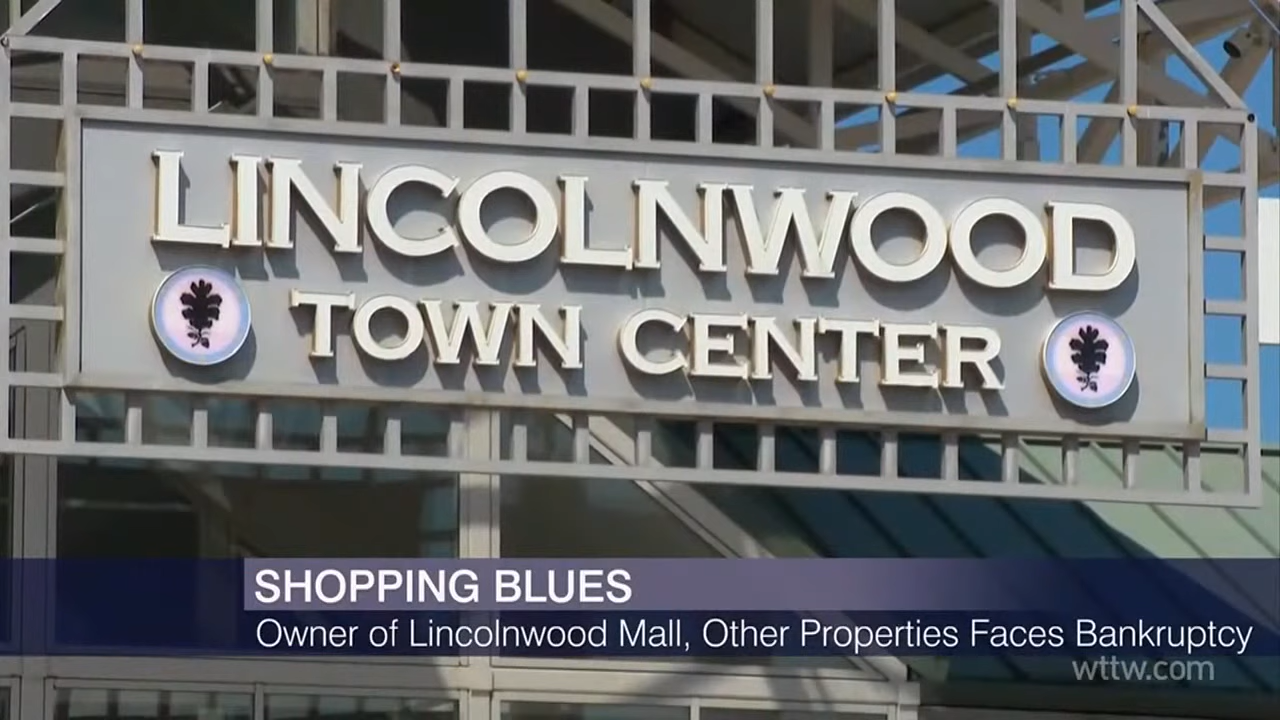 LINCOLNWOOD
TOWN CENTER
SHOPPING BLUES
Owner of Lincolnwood Mall, Other Properties Faces Bankruptcy
wttw.com